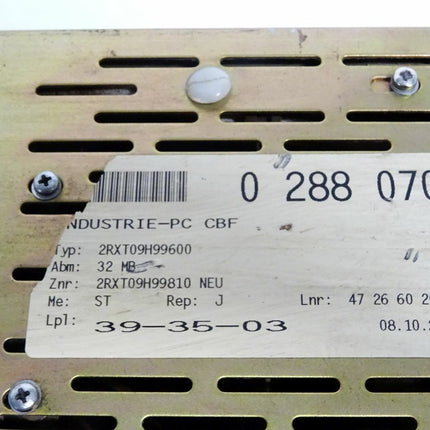 0 288 070
NDUSTRIE-PC CBF
Typ: 2RXT09H99600
Abm: 32 MB
Znr: 2RXT09H99810 NEU
Me: ST Rep: J Lnr: 47 26 60 2
Lpl: 39-35-03 08.10.